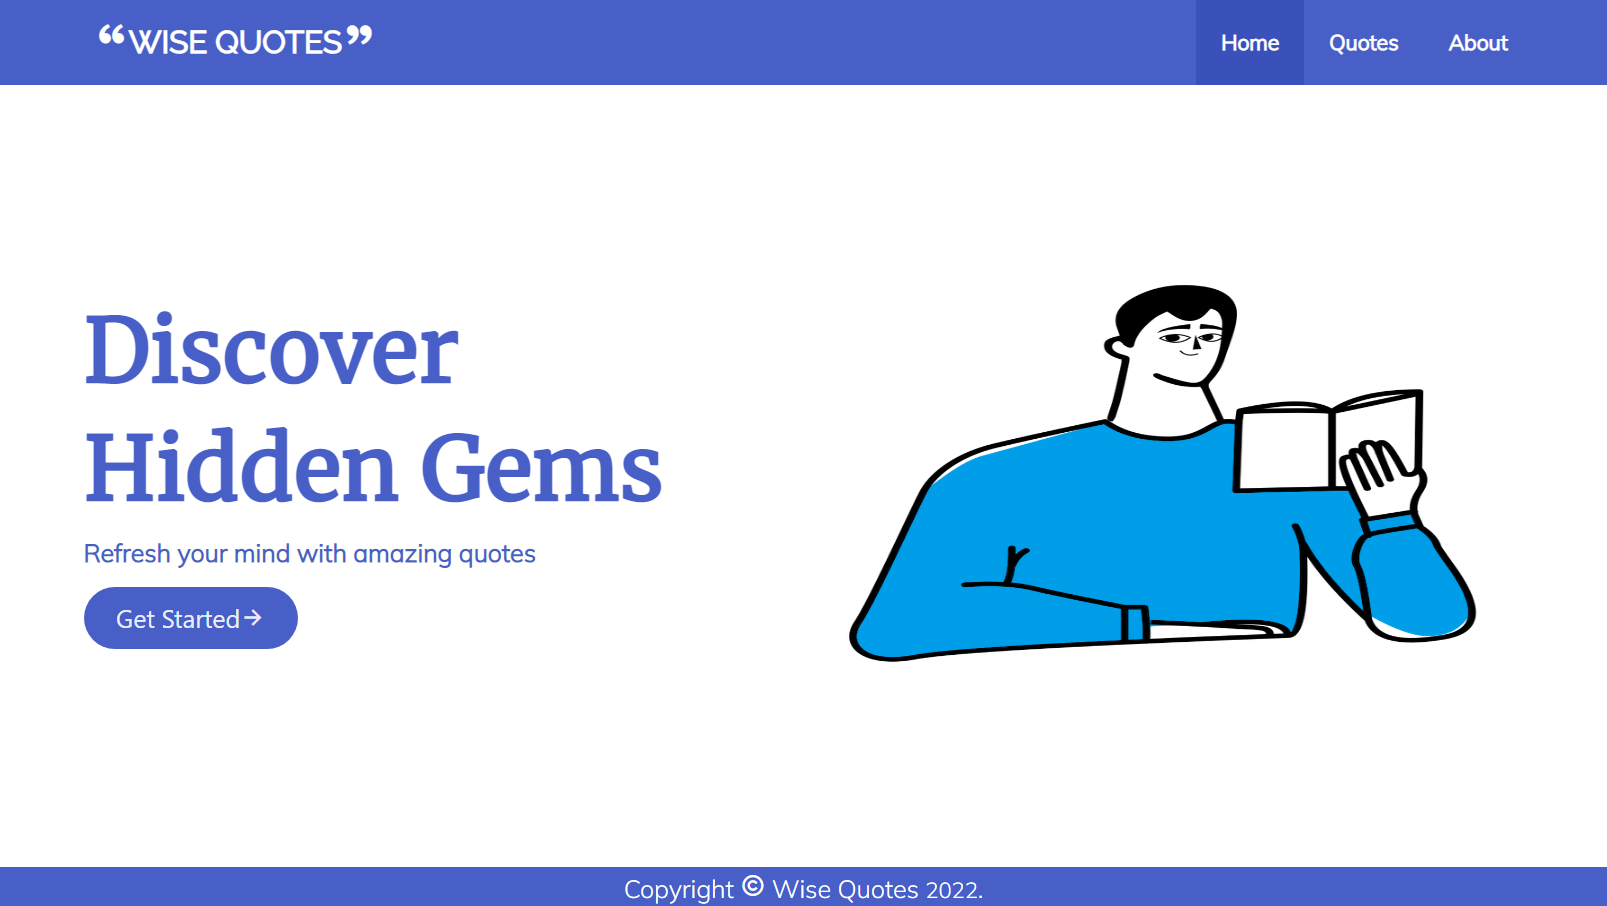 ❝WISE QUOTES❞
Home
Quotes
About
Discover
Hidden Gems
Refresh your mind with amazing quotes
Get Started→
Copyright © Wise Quotes 2022.